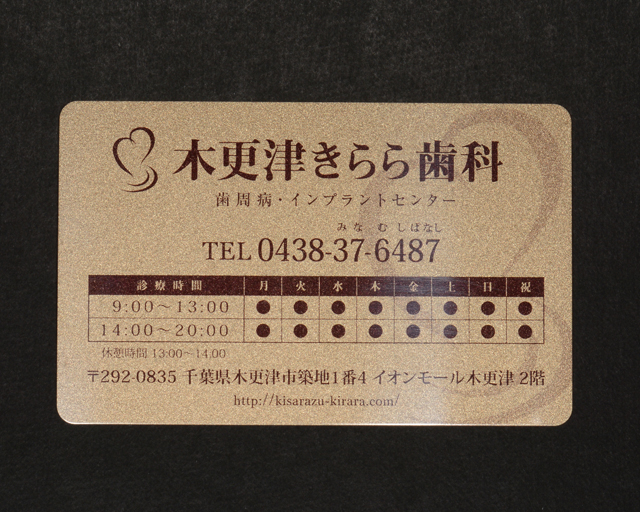 木更津きらら歯科
歯周病・インプラントセンター
みな む しばなし
TEL 0438-37-6487
診療時間 月 火 水 木 金 土 日 祝
9:00～13:00 ● ● ● ● ● ● ● ●
14:00～20:00 ● ● ● ● ● ● ● ●
休憩時間 13:00～14:00
〒292-0835 千葉県木更津市築地1番4 イオンモール木更津 2階
http://kisarazu-kirara.com/